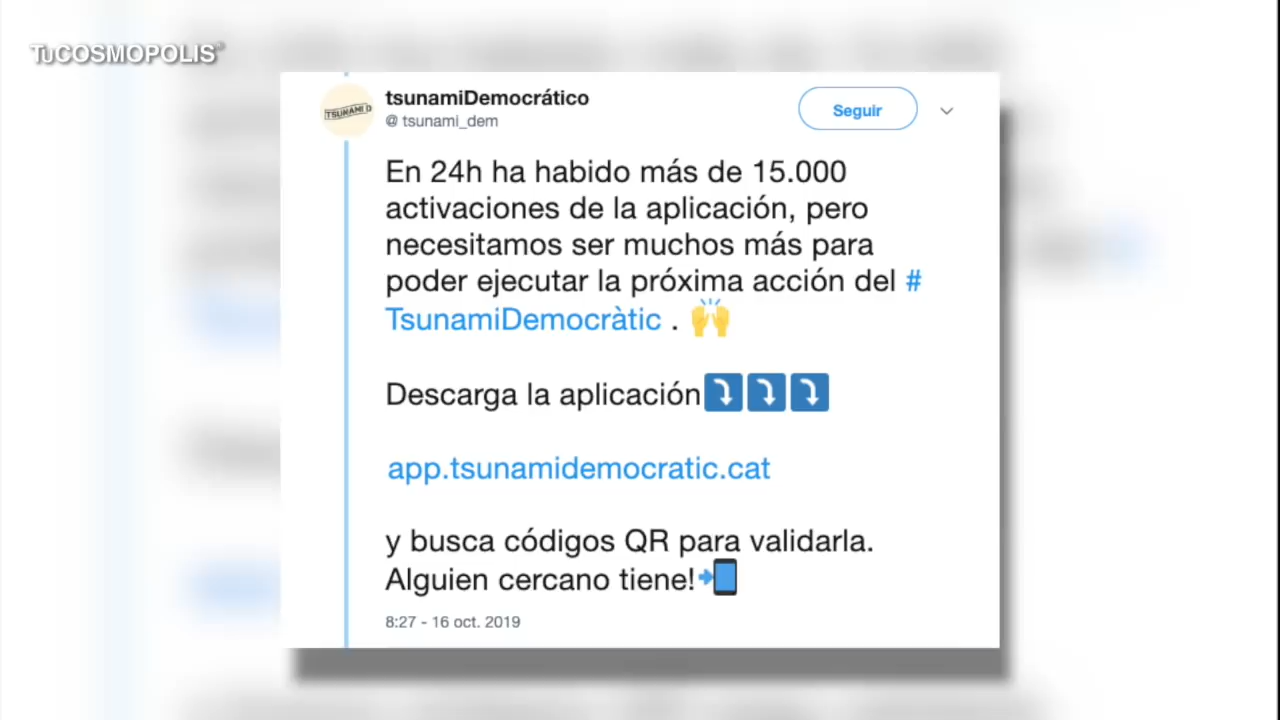 TuCOSMOPOLIS
tsunamiDemocrático
@ tsunami_dem
TSUNAMI D
Seguir
En 24h ha habido más de 15.000
activaciones de la aplicación, pero
necesitamos ser muchos más para
poder ejecutar la próxima acción del #
TsunamiDemocràtic . 🙌
Descarga la aplicación⤵️⤵️⤵️
app.tsunamidemocratic.cat
y busca códigos QR para validarla.
Alguien cercano tiene!📲
8:27 - 16 oct. 2019